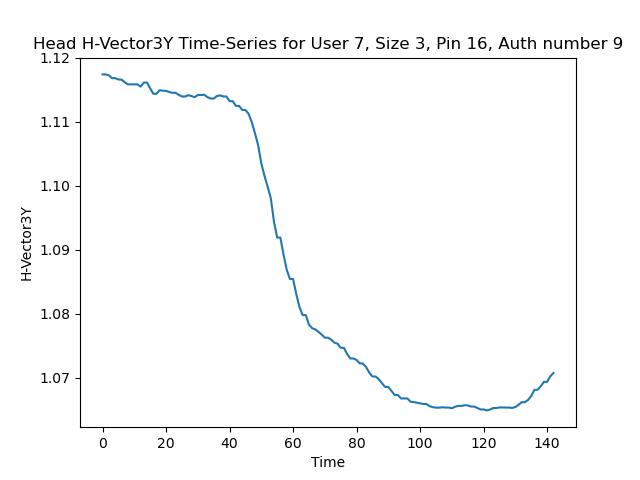 Head H-Vector3Y Time-Series for User 7, Size 3, Pin 16, Auth number 9
1.12
1.11
1.10
1.09
1.08
1.07
H-Vector3Y
0 20 40 60 80 100 120 140
Time